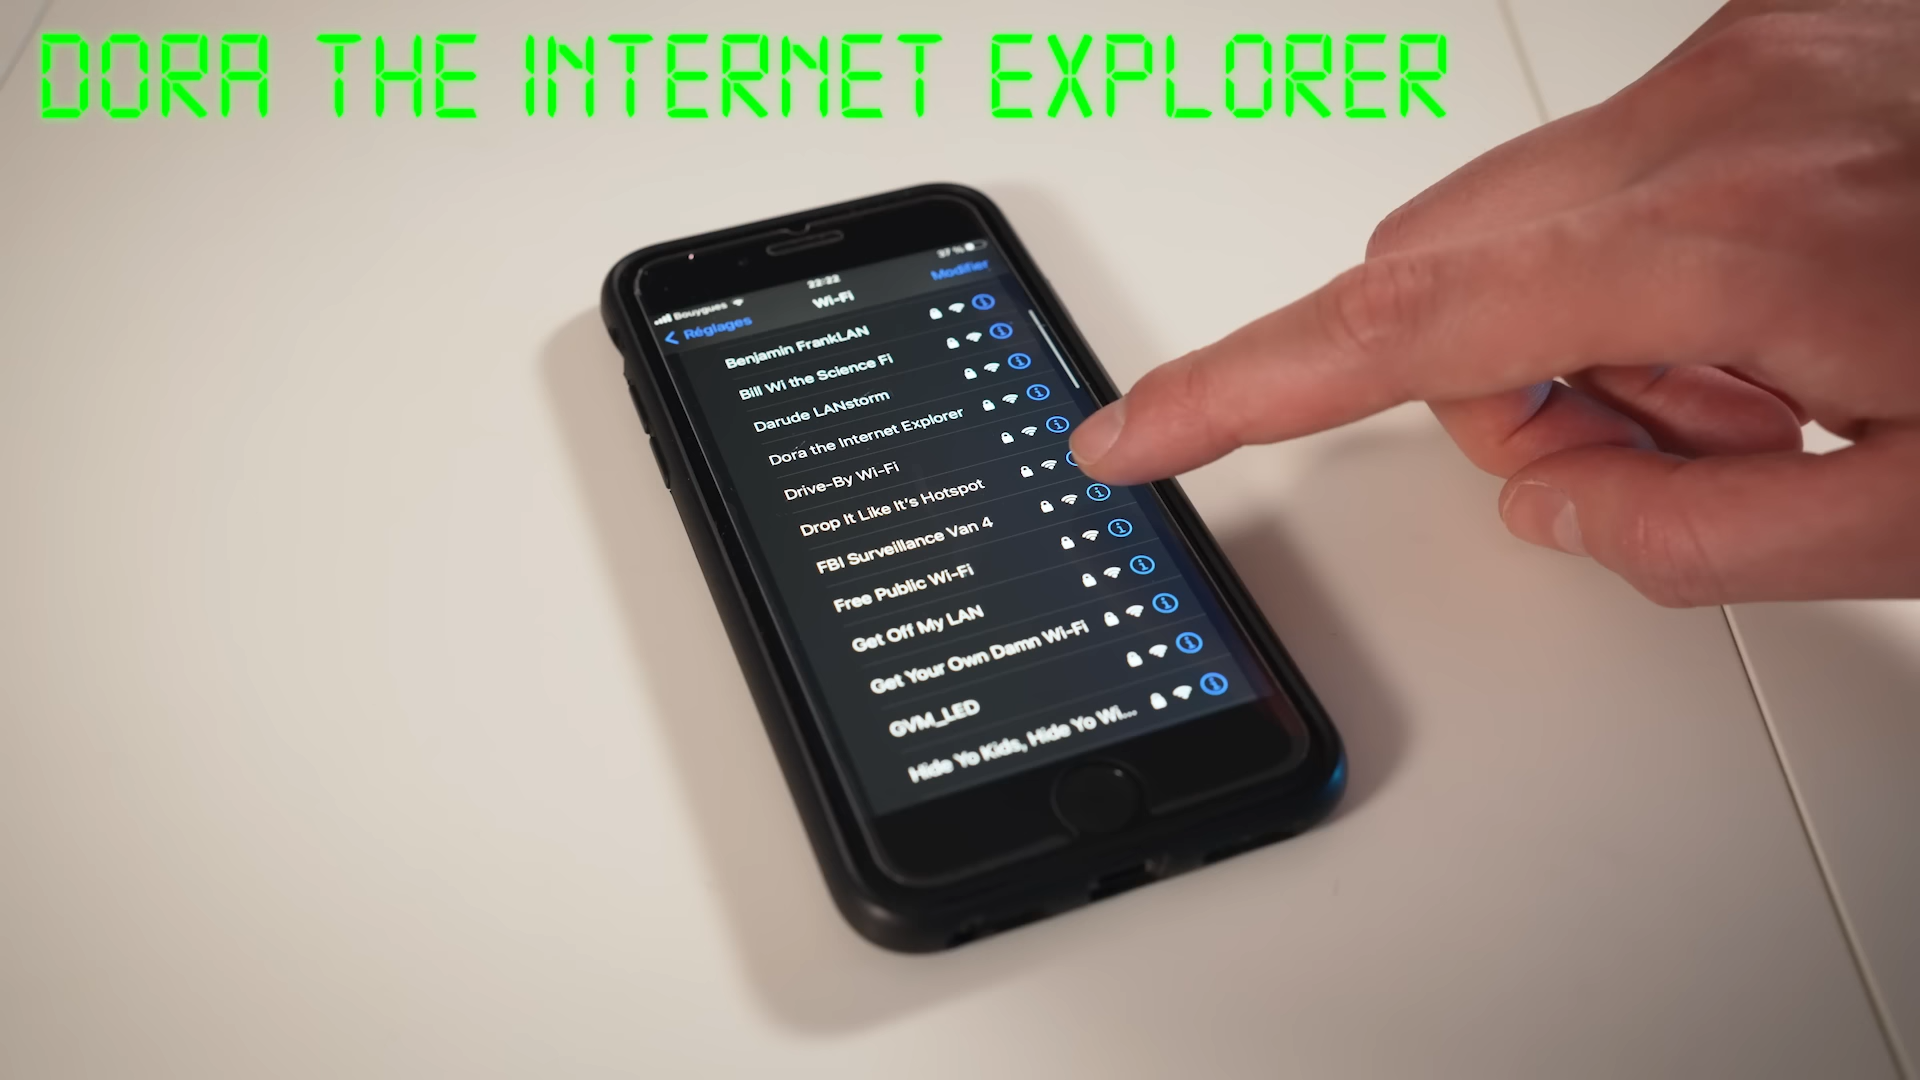 DORA THE INTERNET EXPLORER
Bouygues 22:22 37 %
Réglages Wi-Fi Modifier
Benjamin FrankLAN
Bill Wi the Science Fi
Darude LANstorm
Dora the Internet Explorer
Drive-By Wi-Fi
Drop It Like It's Hotspot
FBI Surveillance Van 4
Free Public Wi-Fi
Get Off My LAN
Get Your Own Damn Wi-Fi
GVM_LED
Hide Yo Kids, Hide Yo Wi...